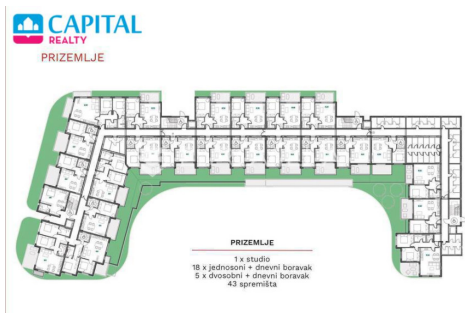 CAPITAL
REALTY
PRIZEMLJE
PRIZEMLJE
1 x studio
18 x jednosoni + dnevni boravak
5 x dvosobni + dnevni boravak
43 spremišta